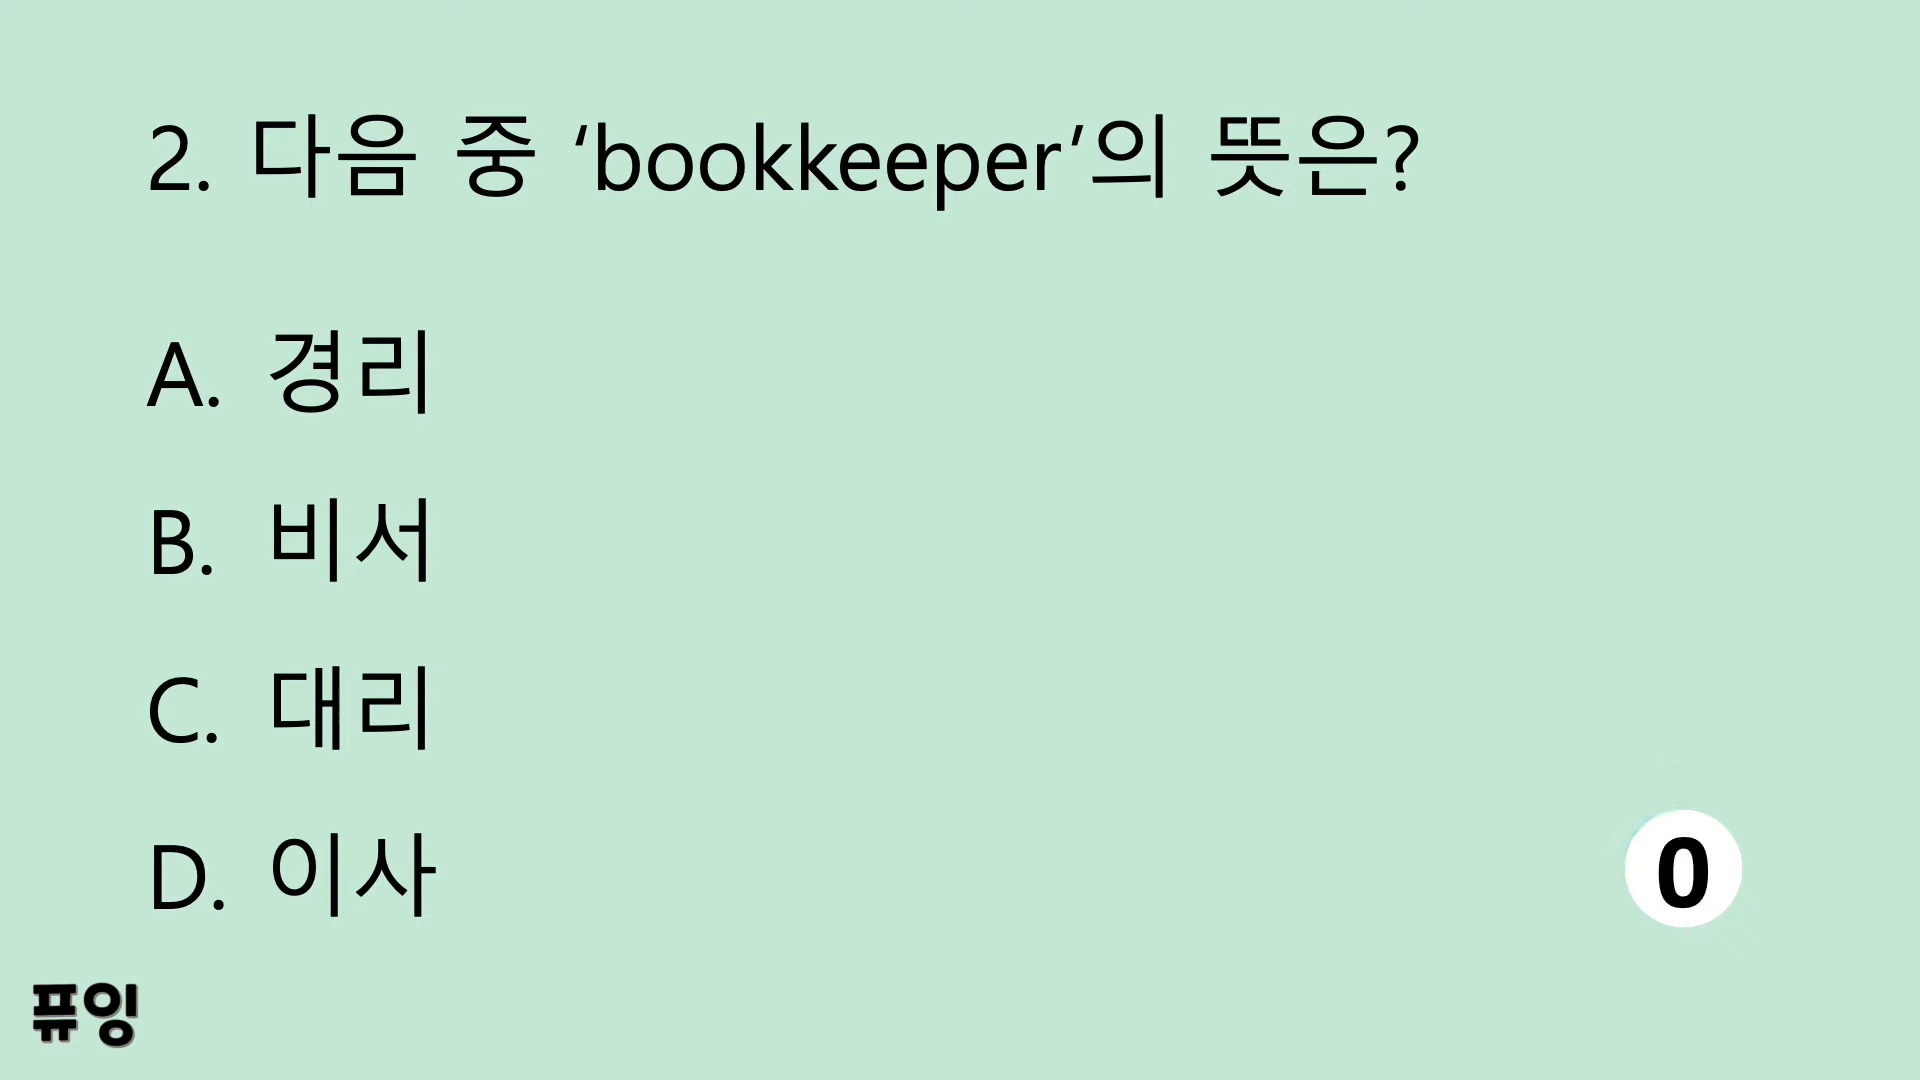 2. 다음 중 ‘bookkeeper’의 뜻은?
A. 경리
B. 비서
C. 대리
D. 이사
0
퓨잉